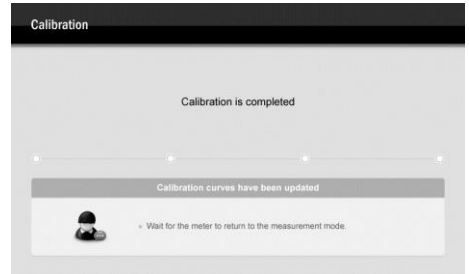 Calibration
Calibration is completed
Calibration curves have been updated
Wait for the meter to return to the measurement mode.